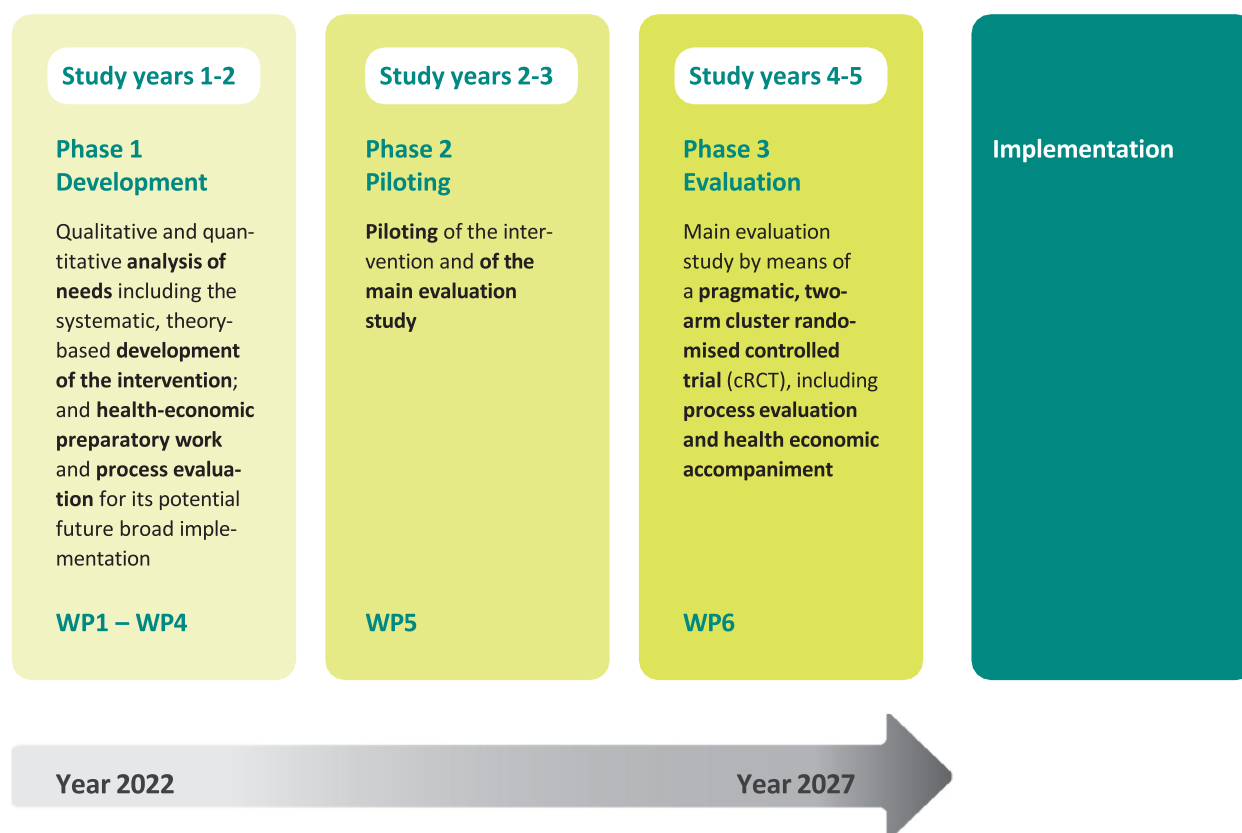 Study years 1-2
Phase 1
Development
Qualitative and quan-
titative analysis of
needs including the
systematic, theory-
based development
of the intervention;
and health-economic
preparatory work
and process evalua-
tion for its potential
future broad imple-
mentation
WP1 – WP4
Study years 2-3
Phase 2
Piloting
Piloting of the inter-
vention and of the
main evaluation
study
WP5
Study years 4-5
Phase 3
Evaluation
Main evaluation
study by means of
a pragmatic, two-
arm cluster rando-
mised controlled
trial (cRCT), including
process evaluation
and health economic
accompaniment
WP6
Implementation
Year 2022
Year 2027